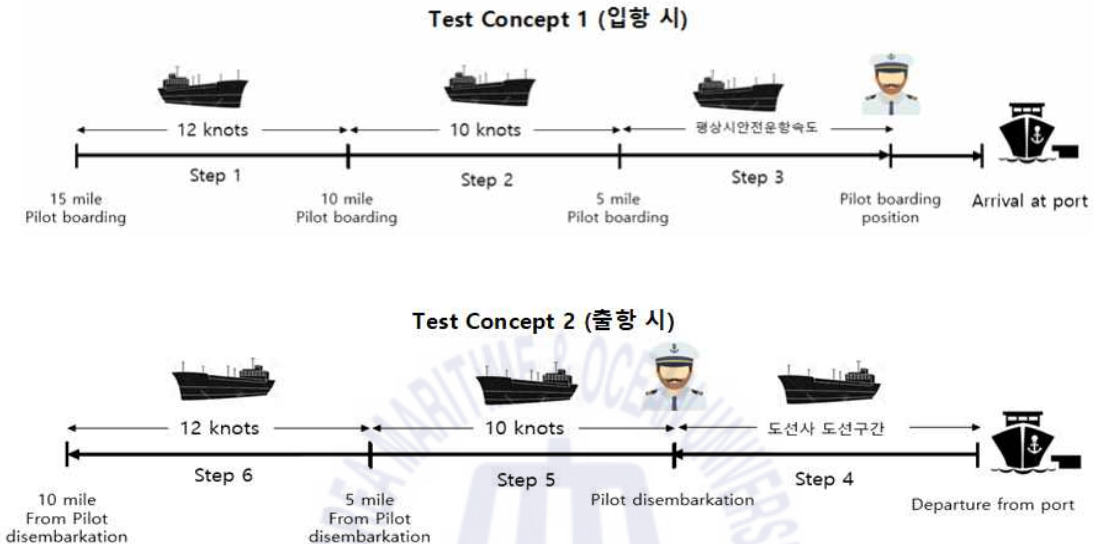 Test Concept 1 (입항 시)
12 knots
10 knots
평상시안전운항속도
Step 1
Step 2
Step 3
15 mile
Pilot boarding
10 mile
Pilot boarding
5 mile
Pilot boarding
Pilot boarding
position
Arrival at port
Test Concept 2 (출항 시)
12 knots
10 knots
도선사 도선구간
Step 6
Step 5
Step 4
10 mile
From Pilot
disembarkation
5 mile
From Pilot
disembarkation
Pilot disembarkation
Departure from port